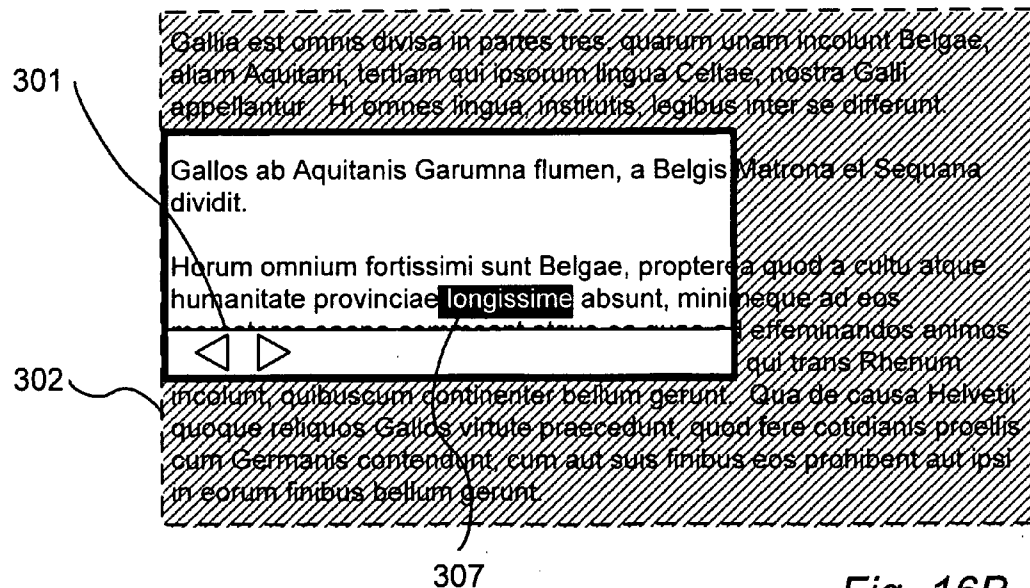 Gallia est omnis divisa in partes tres, quarum unam incolunt Belgae,
aliam Aquitani, tertiam qui ipsorum lingua Celtae, nostra Galli
appellantur. Hi omnes lingua, institutis, legibus inter se differunt.
301
Gallos ab Aquitanis Garumna flumen, a Belgis Matrona et Sequana
dividit.
Horum omnium fortissimi sunt Belgae, propterea quod a cultu atque
humanitate provinciae longissime absunt, minimeque ad eos
effeminandos animos
qui trans Rhenum
302
incolunt, quibuscum continenter bellum gerunt. Qua de causa Helvetii
quoque reliquos Gallos virtute praecedunt, quod fere cotidianis proellis
cum Germanis contendunt, cum aut suis finibus eos prohibent aut ipsi
in eorum finibus bellum gerunt.
307